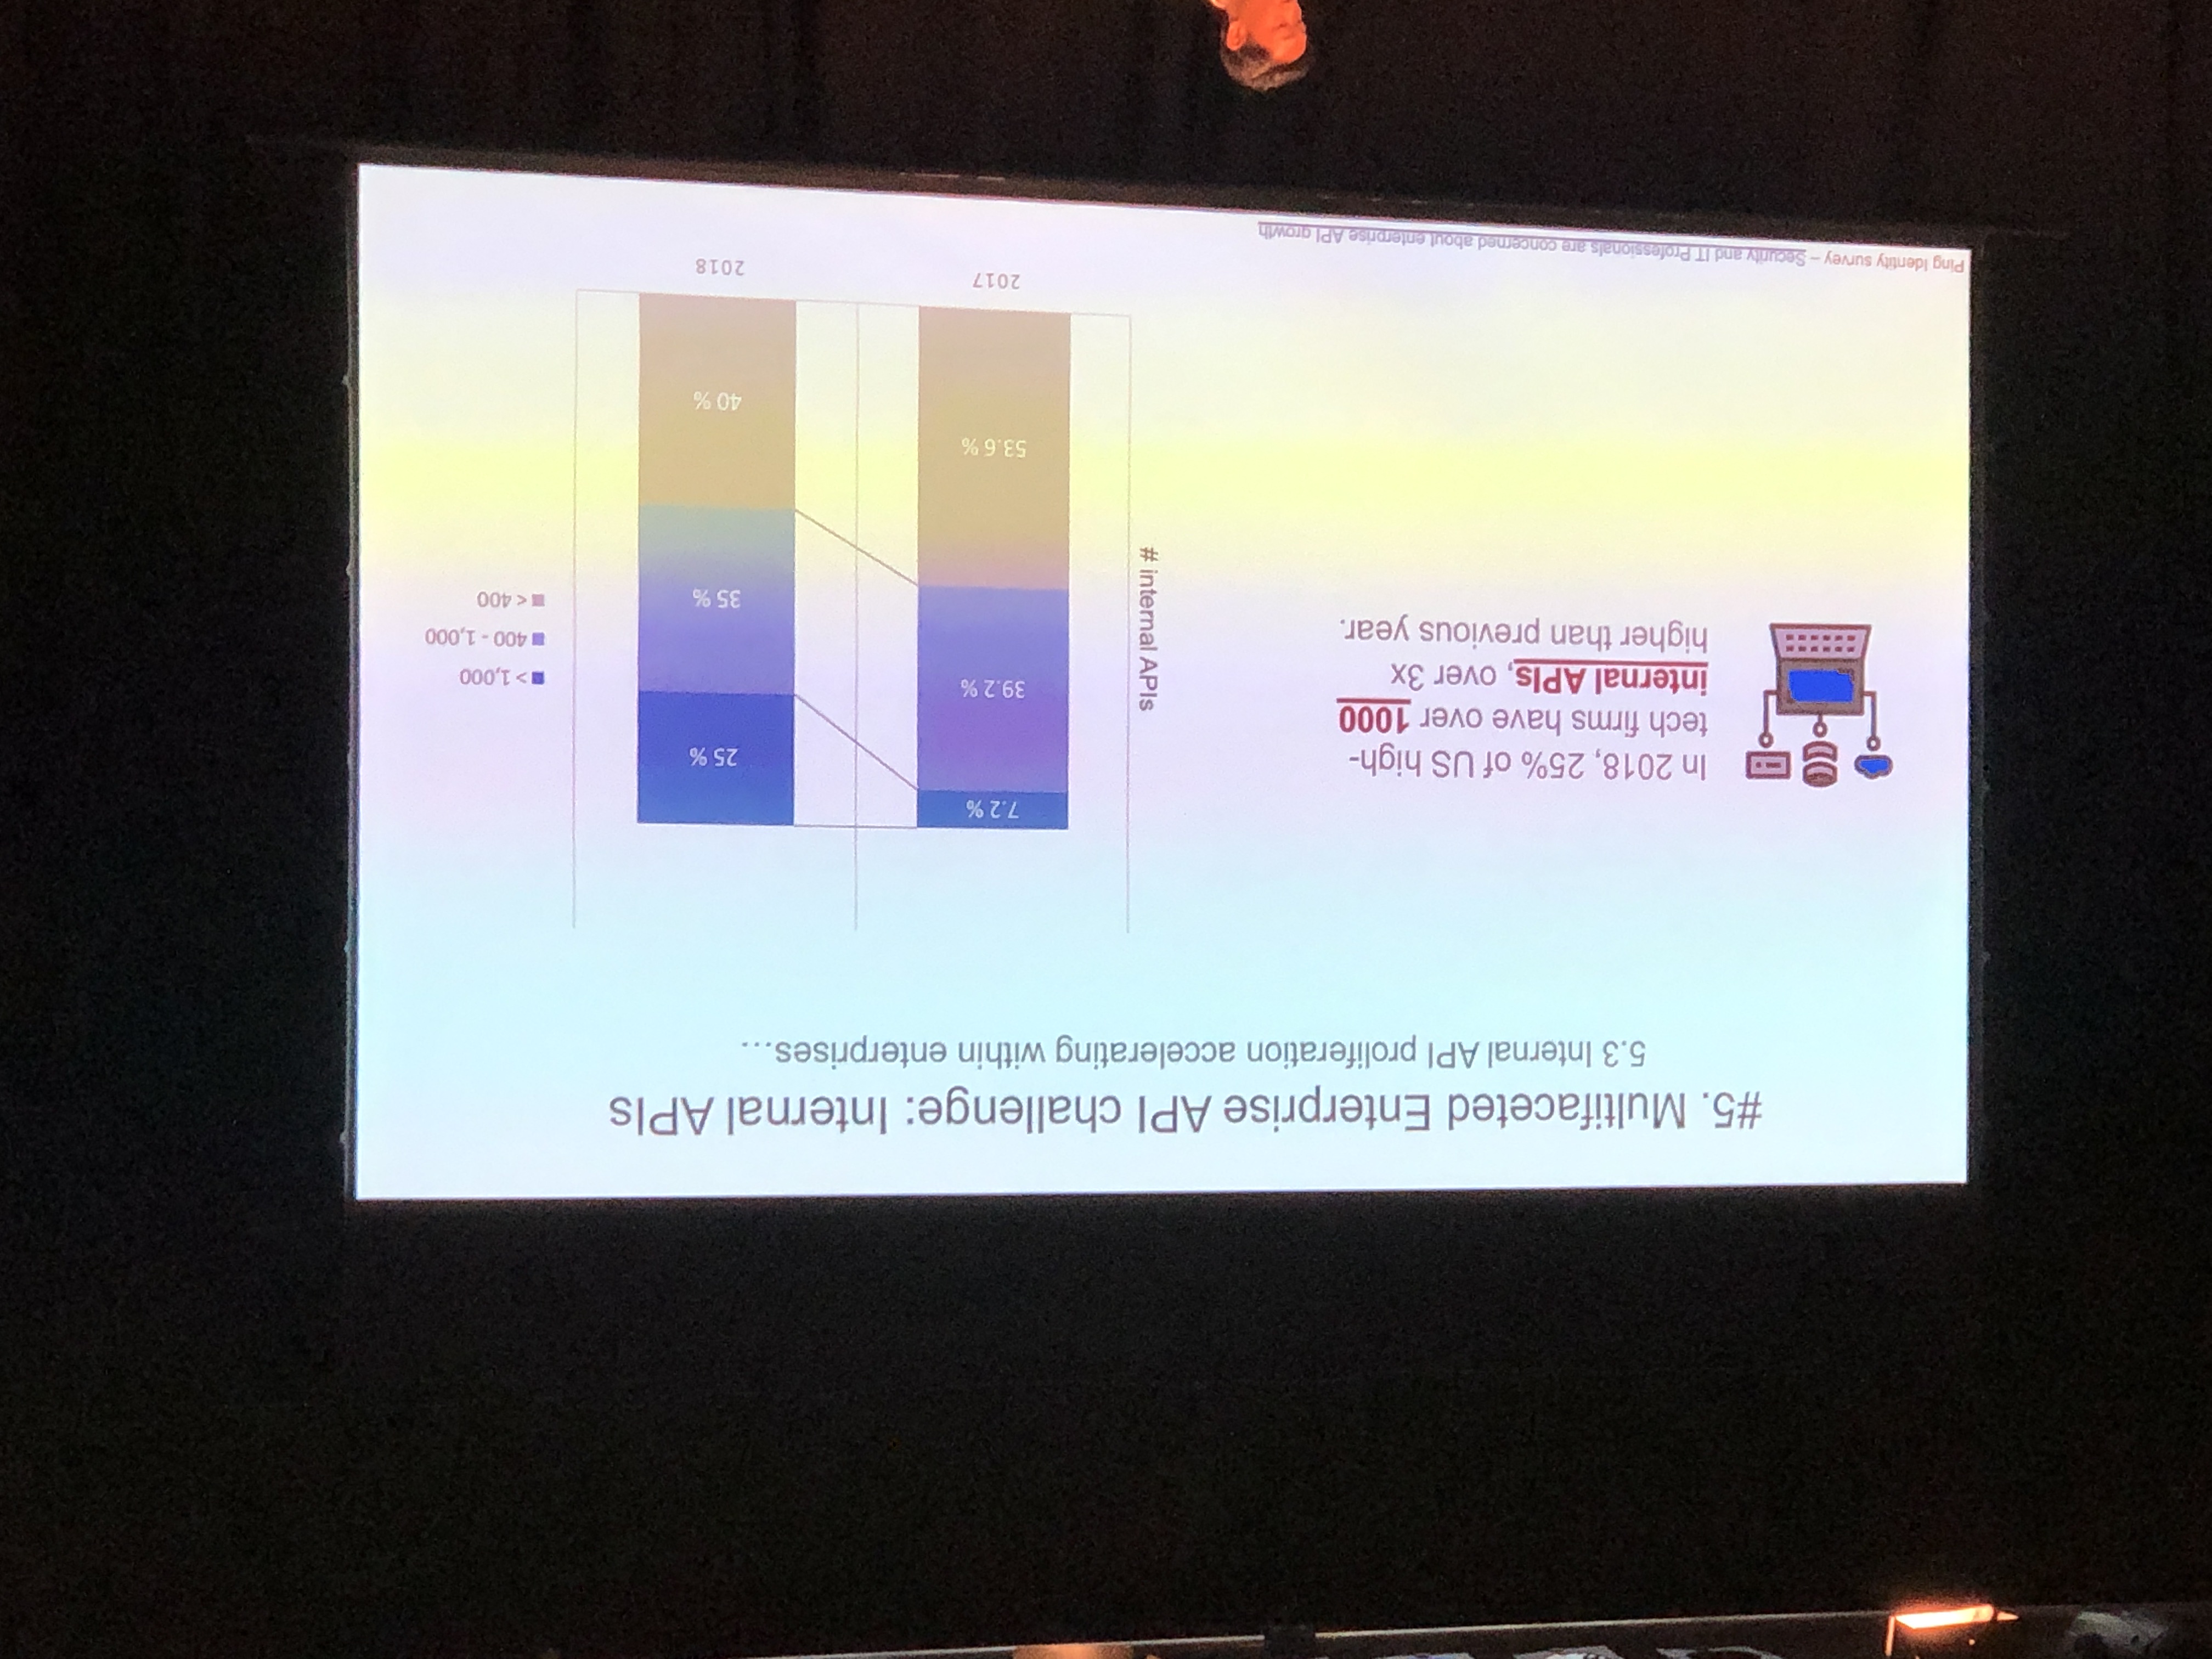 #5. Multifaceted Enterprise API challenge: Internal APIs
5.3 Internal API proliferation accelerating within enterprises…
In 2018, 25% of US high-
tech firms have over 1000
internal APIs, over 3x
higher than previous year.
# internal APIs
7.2 %
39.2 %
53.6 %
2017
25 %
35 %
40 %
2018
> 1,000
400 - 1,000
< 400
Ping Identity survey – Security and IT Professionals are concerned about enterprise API growth